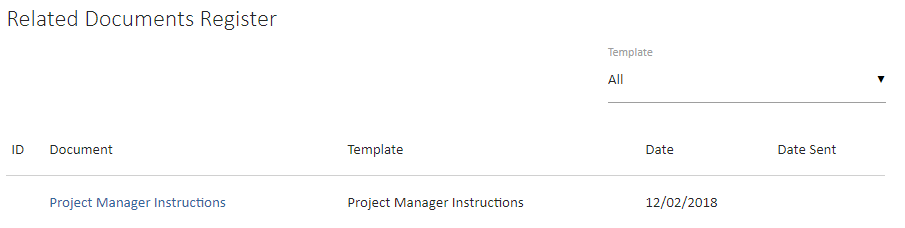 Related Documents Register
Template
All
ID Document Template Date Date Sent
Project Manager Instructions Project Manager Instructions 12/02/2018